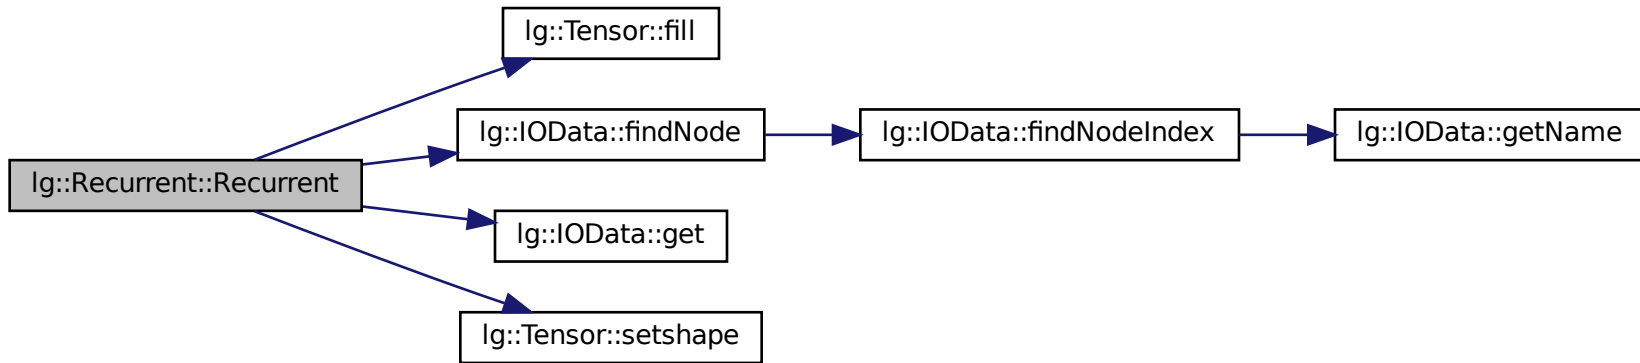 lg::Tensor::fill
lg::IOData::findNode
lg::IOData::findNodeIndex
lg::IOData::getName
lg::Recurrent::Recurrent
lg::IOData::get
lg::Tensor::setshape